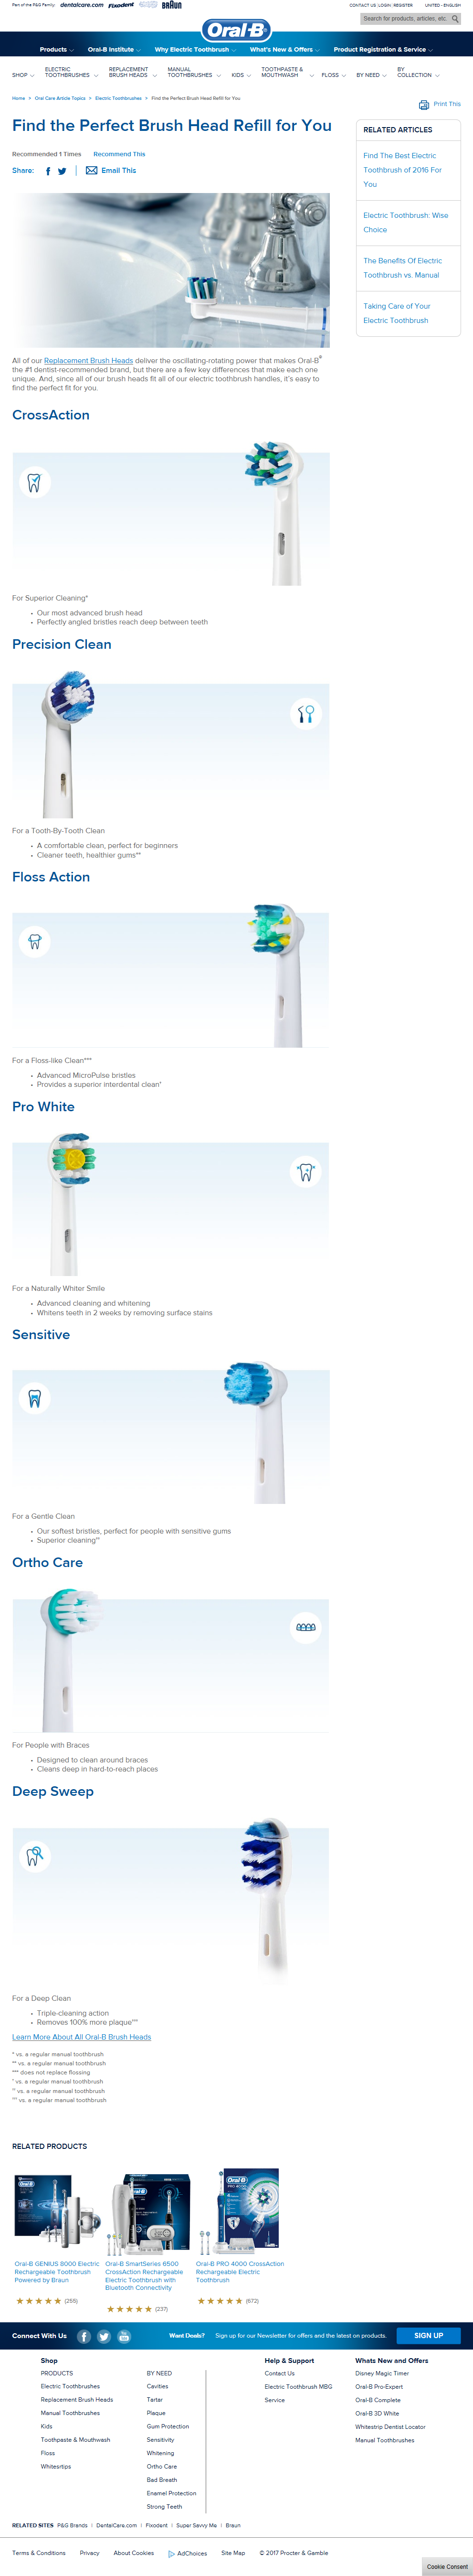 Part of the P&G Family
dentalcare.com
Fixodent
BRAUN
CONTACT US | LOGIN | REGISTER
UNITED - ENGLISH
Search for products, articles, etc.
Oral-B
Products
Oral-B Institute
Why Electric Toothbrush
What's New & Offers
Product Registration & Service
SHOP
ELECTRIC TOOTHBRUSHES
REPLACEMENT BRUSH HEADS
MANUAL TOOTHBRUSHES
KIDS
TOOTHPASTE & MOUTHWASH
FLOSS
BY NEED
BY COLLECTION
Home > Oral Care Article Topics > Electric Toothbrushes > Find the Perfect Brush Head Refill for You
Print This
Find the Perfect Brush Head Refill for You
Recommended 1 Times
Recommend This
Share:
Email This
RELATED ARTICLES
Find The Best Electric
Toothbrush of 2016 For
You
Electric Toothbrush: Wise
Choice
The Benefits Of Electric
Toothbrush vs. Manual
Taking Care of Your
Electric Toothbrush
All of our Replacement Brush Heads deliver the oscillating-rotating power that makes Oral-B®
the #1 dentist-recommended brand, but there are a few key differences that make each one
unique. And, since all of our brush heads fit all of our electric toothbrush handles, it's easy to
find the perfect fit for you.
CrossAction
For Superior Cleaning*
• Our most advanced brush head
• Perfectly angled bristles reach deep between teeth
Precision Clean
For a Tooth-By-Tooth Clean
• A comfortable clean, perfect for beginners
• Cleaner teeth, healthier gums**
Floss Action
For a Floss-like Clean***
• Advanced MicroPulse bristles
• Provides a superior interdental clean†
Pro White
For a Naturally Whiter Smile
• Advanced cleaning and whitening
• Whitens teeth in 2 weeks by removing surface stains
Sensitive
For a Gentle Clean
• Our softest bristles, perfect for people with sensitive gums
• Superior cleaning††
Ortho Care
For People with Braces
• Designed to clean around braces
• Cleans deep in hard-to-reach places
Deep Sweep
For a Deep Clean
• Triple-cleaning action
• Removes 100% more plaque†††
Learn More About All Oral-B Brush Heads
* vs. a regular manual toothbrush
** vs. a regular manual toothbrush
*** does not replace flossing
† vs. a regular manual toothbrush
†† vs. a regular manual toothbrush
††† vs. a regular manual toothbrush
RELATED PRODUCTS
Oral-B GENIUS 8000 Electric
Rechargeable Toothbrush
Powered by Braun
(255)
Oral-B SmartSeries 6500
CrossAction Rechargeable
Electric Toothbrush with
Bluetooth Connectivity
(237)
Oral-B PRO 4000 CrossAction
Rechargeable Electric
Toothbrush
(672)
Connect With Us
You
Want Deals?
Sign up for our Newsletter for offers and the latest on products.
SIGN UP
Shop
PRODUCTS
Electric Toothbrushes
Replacement Brush Heads
Manual Toothbrushes
Kids
Toothpaste & Mouthwash
Floss
Whitesrtips
BY NEED
Cavities
Tartar
Plaque
Gum Protection
Sensitivity
Whitening
Ortho Care
Bad Breath
Enamel Protection
Strong Teeth
Help & Support
Contact Us
Electric Toothbrush MBG
Service
Whats New and Offers
Disney Magic Timer
Oral-B Pro-Expert
Oral-B Complete
Oral-B 3D White
Whitestrip Dentist Locator
Manual Toothbrushes
RELATED SITES P&G Brands | DentalCare.com | Fixodent | Super Savvy Me | Braun
Terms & Conditions
Privacy
About Cookies
AdChoices
Site Map
© 2017 Procter & Gamble
Cookie Consent